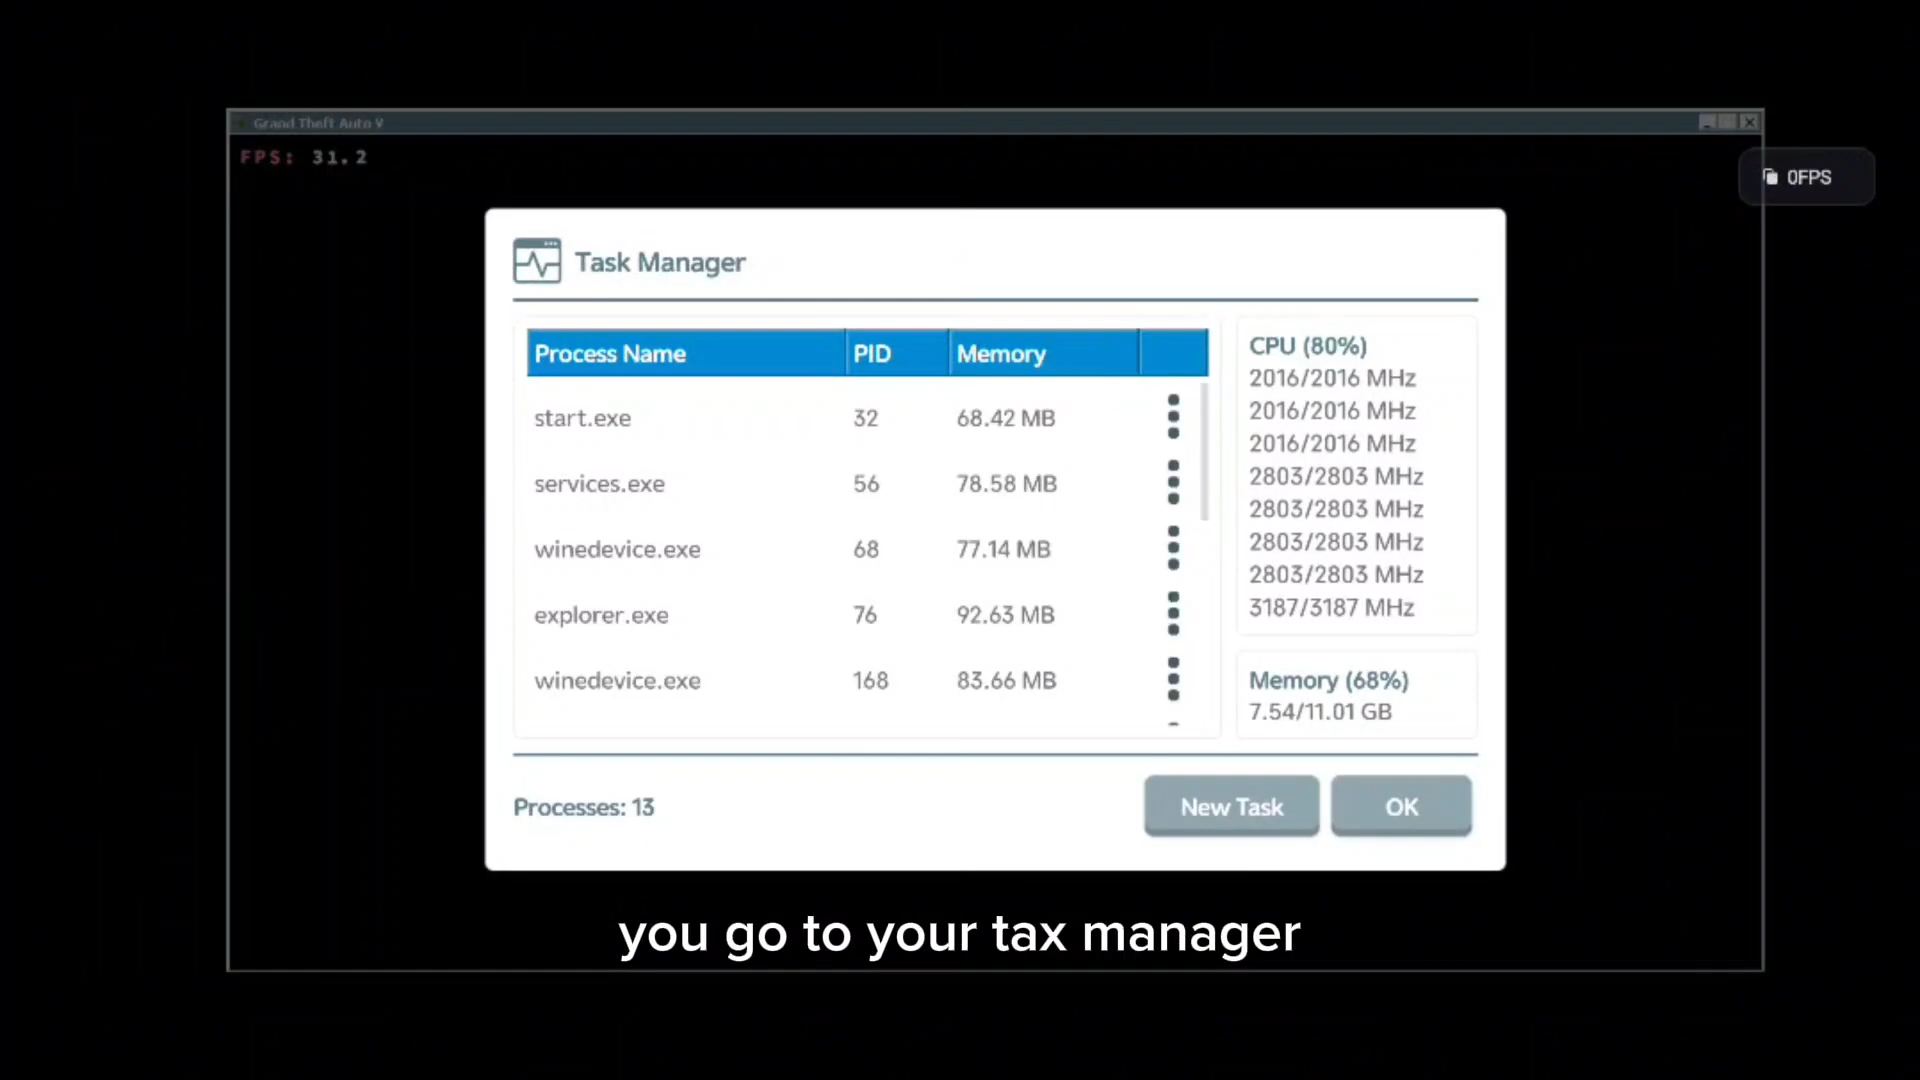 Grand Theft Auto V
FPS: 31.2
0FPS
Task Manager
Process Name PID Memory
start.exe 32 68.42 MB
services.exe 56 78.58 MB
winedevice.exe 68 77.14 MB
explorer.exe 76 92.63 MB
winedevice.exe 168 83.66 MB
CPU (80%)
2016/2016 MHz
2016/2016 MHz
2016/2016 MHz
2803/2803 MHz
2803/2803 MHz
2803/2803 MHz
2803/2803 MHz
3187/3187 MHz
Memory (68%)
7.54/11.01 GB
Processes: 13
New Task
OK
you go to your tax manager